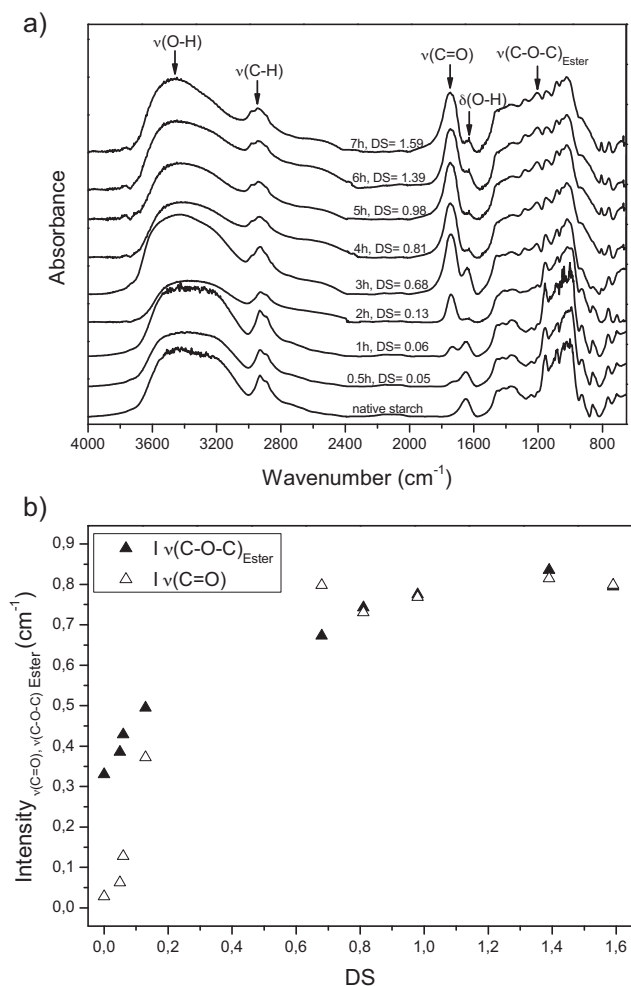 a)
ν(O-H)
ν(C-H)
ν(C=O)
δ(O-H)
ν(C-O-C)Ester
7h, DS= 1.59
6h, DS= 1.39
5h, DS= 0.98
4h, DS= 0.81
3h, DS= 0.68
2h, DS= 0.13
1h, DS= 0.06
0.5h, DS= 0.05
native starch
Absorbance
4000 3600 3200 2800 2400 2000 1600 1200 800
Wavenumber (cm-1)
b)
I ν(C-O-C)Ester
I ν(C=O)
0,9
0,8
0,7
0,6
0,5
0,4
0,3
0,2
0,1
0,0
Intensity ν(C=O), ν(C-O-C) Ester (cm-1)
0,0 0,2 0,4 0,6 0,8 1,0 1,2 1,4 1,6
DS